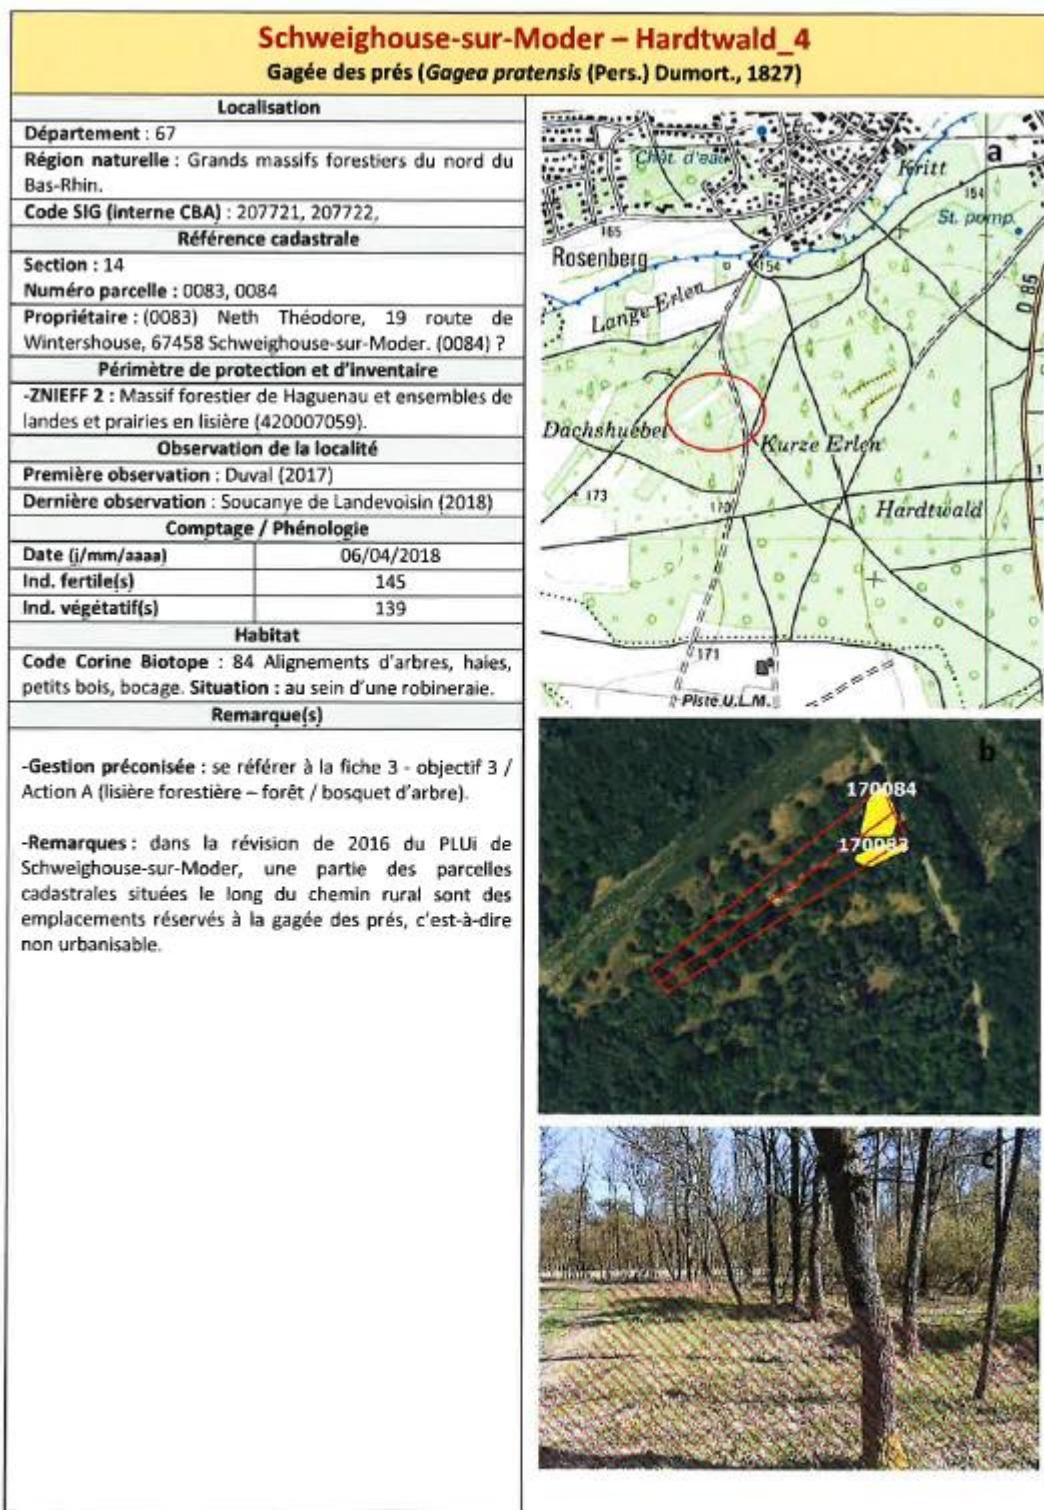 Schweighouse-sur-Moder – Hardtwald_4
Gagée des prés (Gagea pratensis (Pers.) Dumort., 1827)
Localisation
Département : 67
Région naturelle : Grands massifs forestiers du nord du
Bas-Rhin.
Code SIG (interne CBA) : 207721, 207722,
Référence cadastrale
Section : 14
Numéro parcelle : 0083, 0084
Propriétaire : (0083) Neth Théodore, 19 route de
Wintershouse, 67458 Schweighouse-sur-Moder. (0084) ?
Périmètre de protection et d'inventaire
-ZNIEFF 2 : Massif forestier de Haguenau et ensembles de
landes et prairies en lisière (420007059).
Observation de la localité
Première observation : Duval (2017)
Dernière observation : Soucanye de Landevoisin (2018)
Comptage / Phénologie
Date (j/mm/aaaa) 06/04/2018
Ind. fertile(s) 145
Ind. végétatif(s) 139
Habitat
Code Corine Biotope : 84 Alignements d'arbres, haies,
petits bois, bocage. Situation : au sein d'une robineraie.
Remarque(s)
-Gestion préconisée : se référer à la fiche 3 - objectif 3 /
Action A (lisière forestière – forêt / bosquet d'arbre).
-Remarques : dans la révision de 2016 du PLUi de
Schweighouse-sur-Moder, une partie des parcelles
cadastrales situées le long du chemin rural sont des
emplacements réservés à la gagée des prés, c'est-à-dire
non urbanisable.
a
Chât. d'eau
Kritt
164
St. pomp.
165
Rosenberg
154
Lange-Erlen
D 85
Dachshuebel
Kurze Erlen
173
170
Hardtwald
171
Piste U.L.M.
b
170084
170083
c